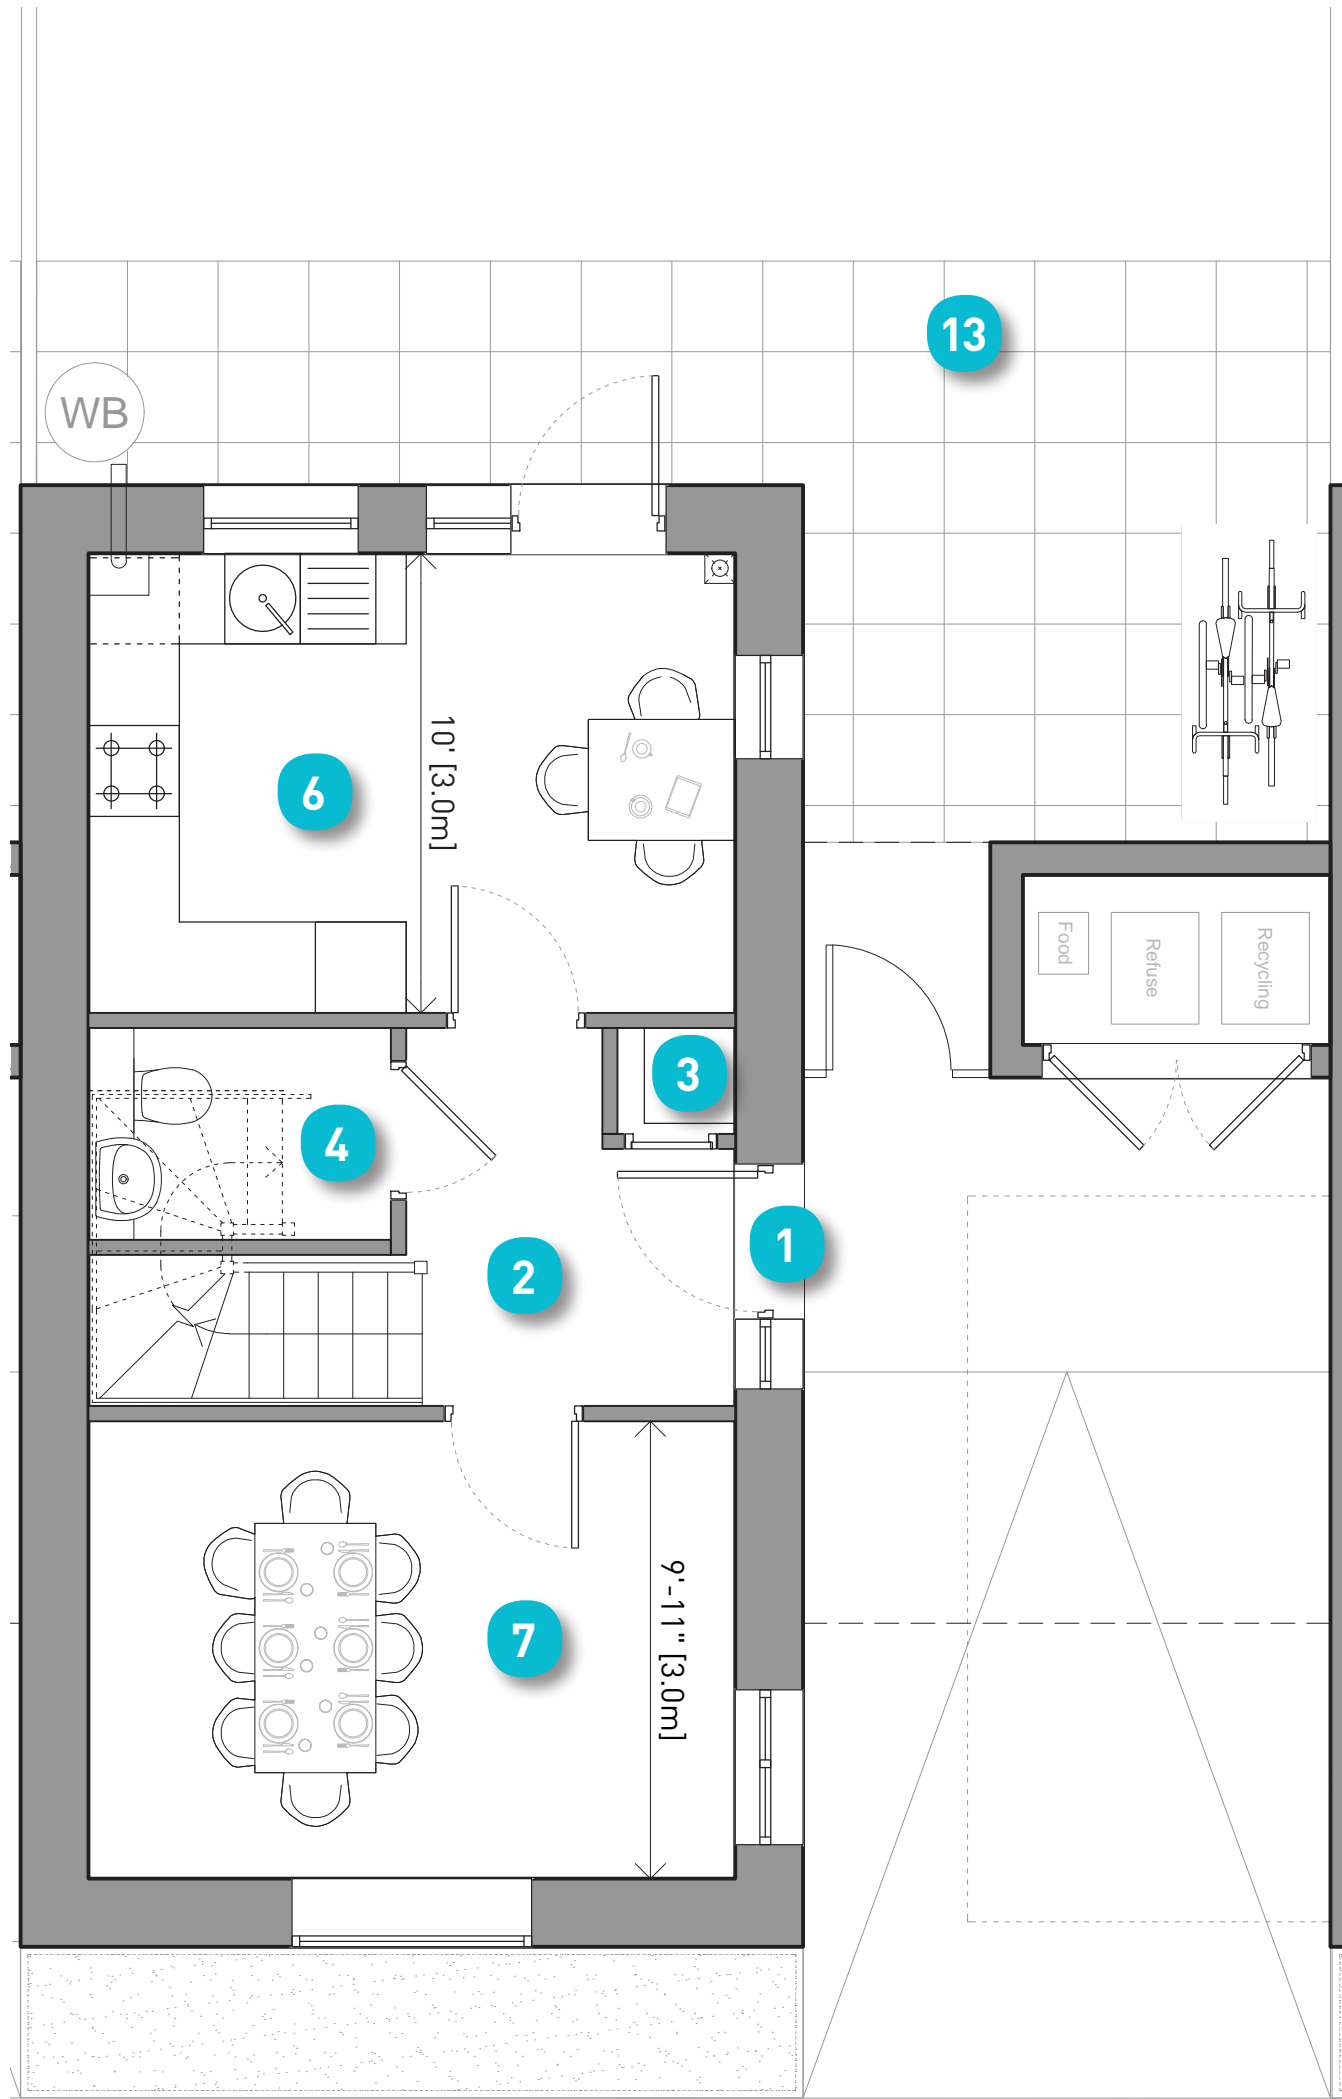 13
WB
10' [3.0m]
6
Food
Refuse
Recycling
3
4
1
2
9'-11" [3.0m]
7